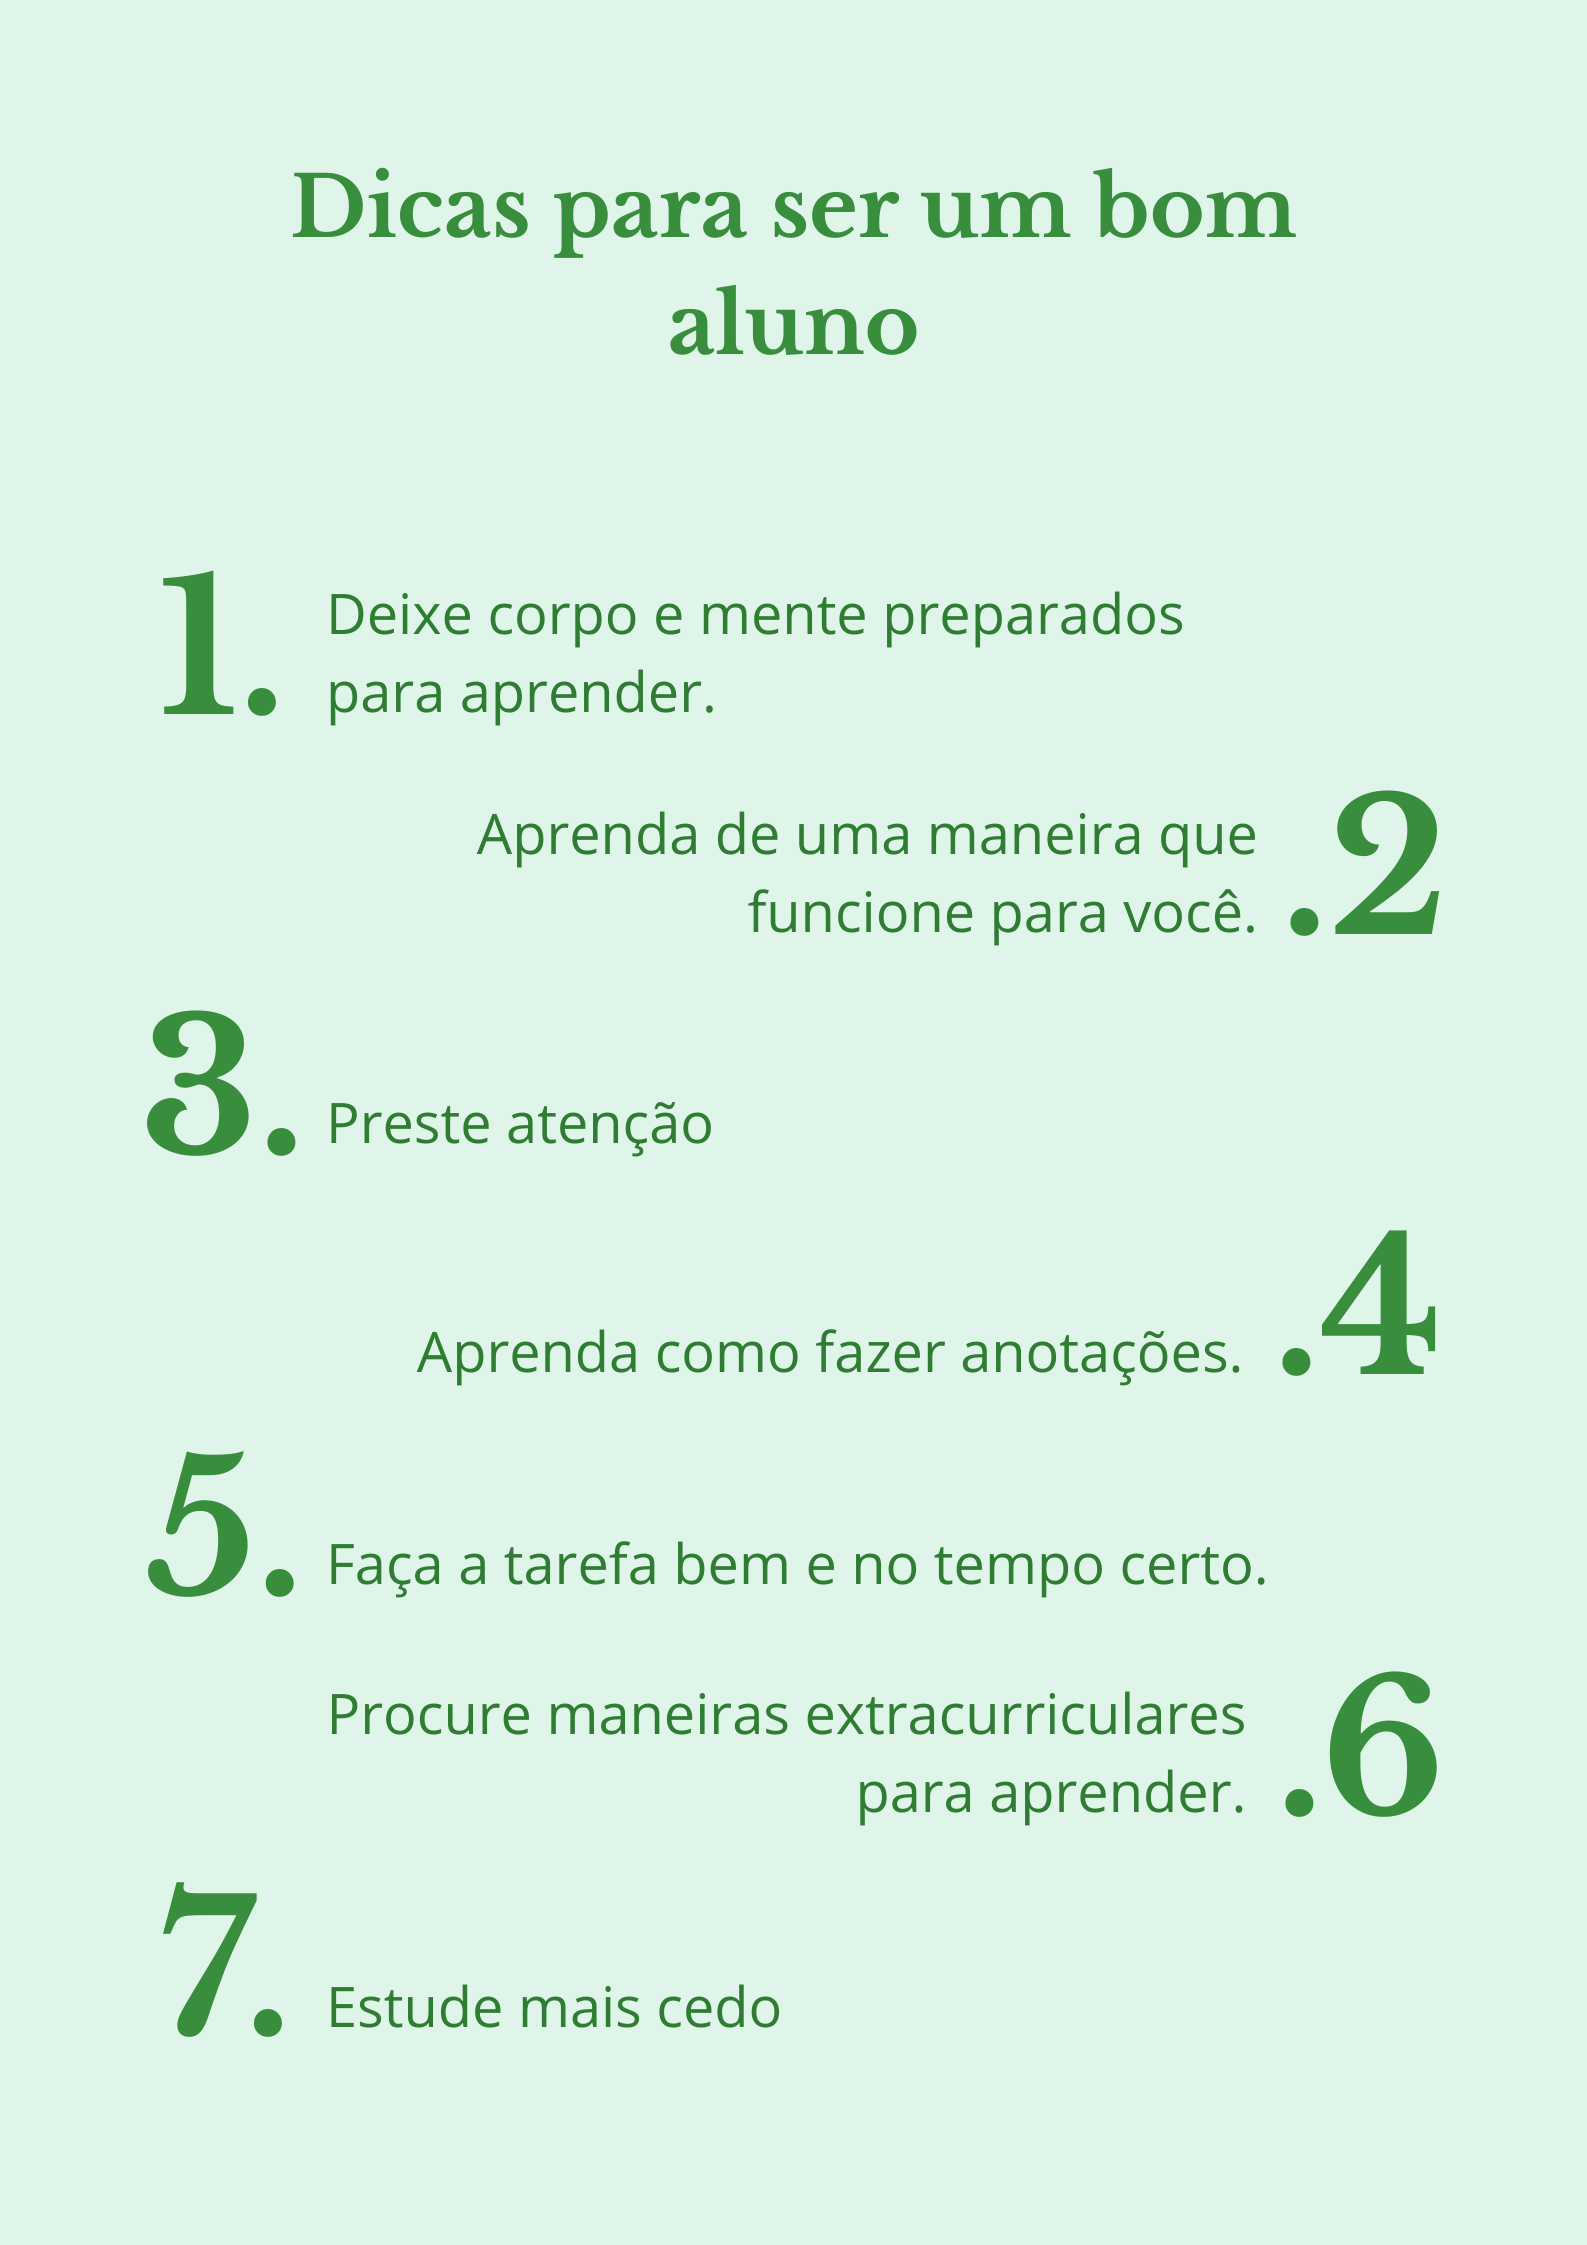 Dicas para ser um bom
aluno
1. Deixe corpo e mente preparados
para aprender.
Aprenda de uma maneira que
funcione para você. .2
3. Preste atenção
Aprenda como fazer anotações. .4
5. Faça a tarefa bem e no tempo certo.
Procure maneiras extracurriculares
para aprender. .6
7. Estude mais cedo